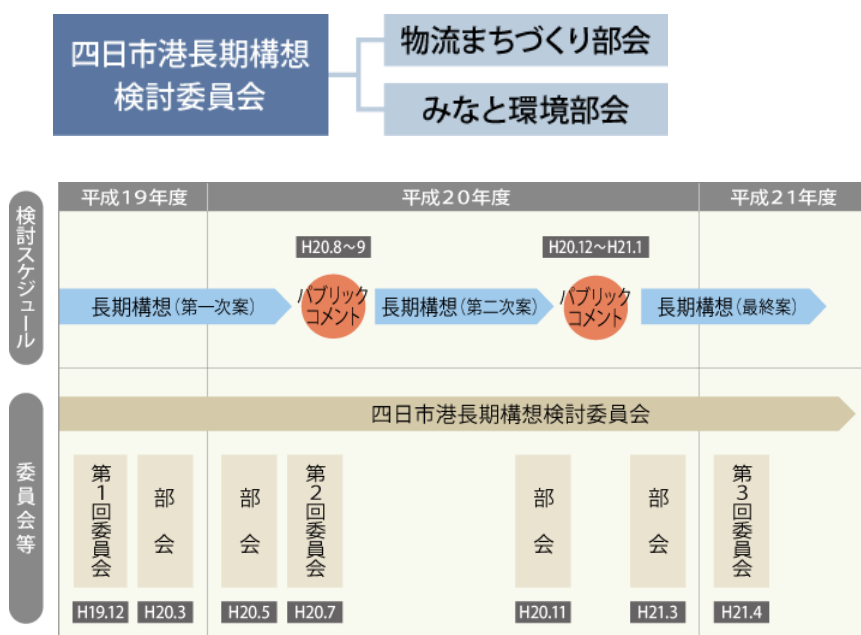 四日市港長期構想
検討委員会
物流まちづくり部会
みなと環境部会
検討スケジュール
平成19年度
平成20年度
平成21年度
H20.8～9
H20.12～H21.1
長期構想（第一次案）
パブリック
コメント
長期構想（第二次案）
パブリック
コメント
長期構想（最終案）
委員会等
四日市港長期構想検討委員会
第1回委員会
部会
部会
第2回委員会
部会
部会
第3回委員会
H19.12
H20.3
H20.5
H20.7
H20.11
H21.3
H21.4